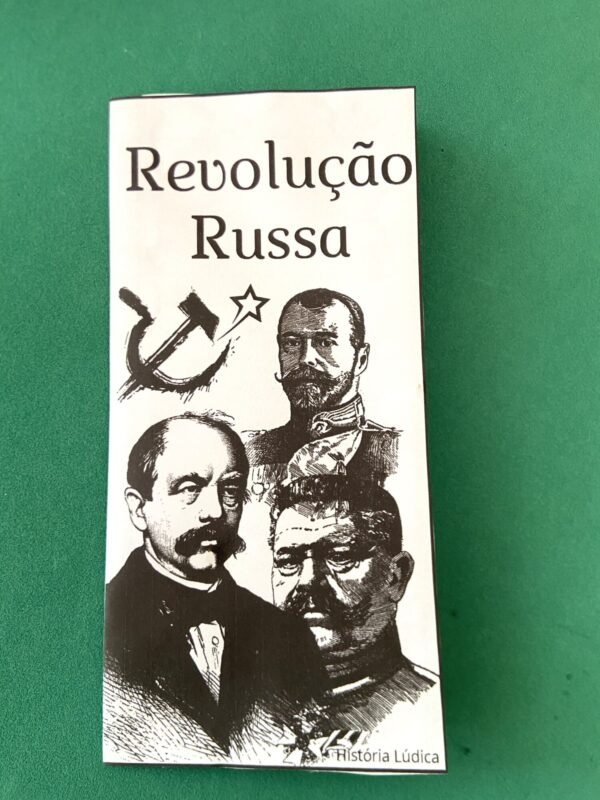 Revolução
Russa
História Lúdica